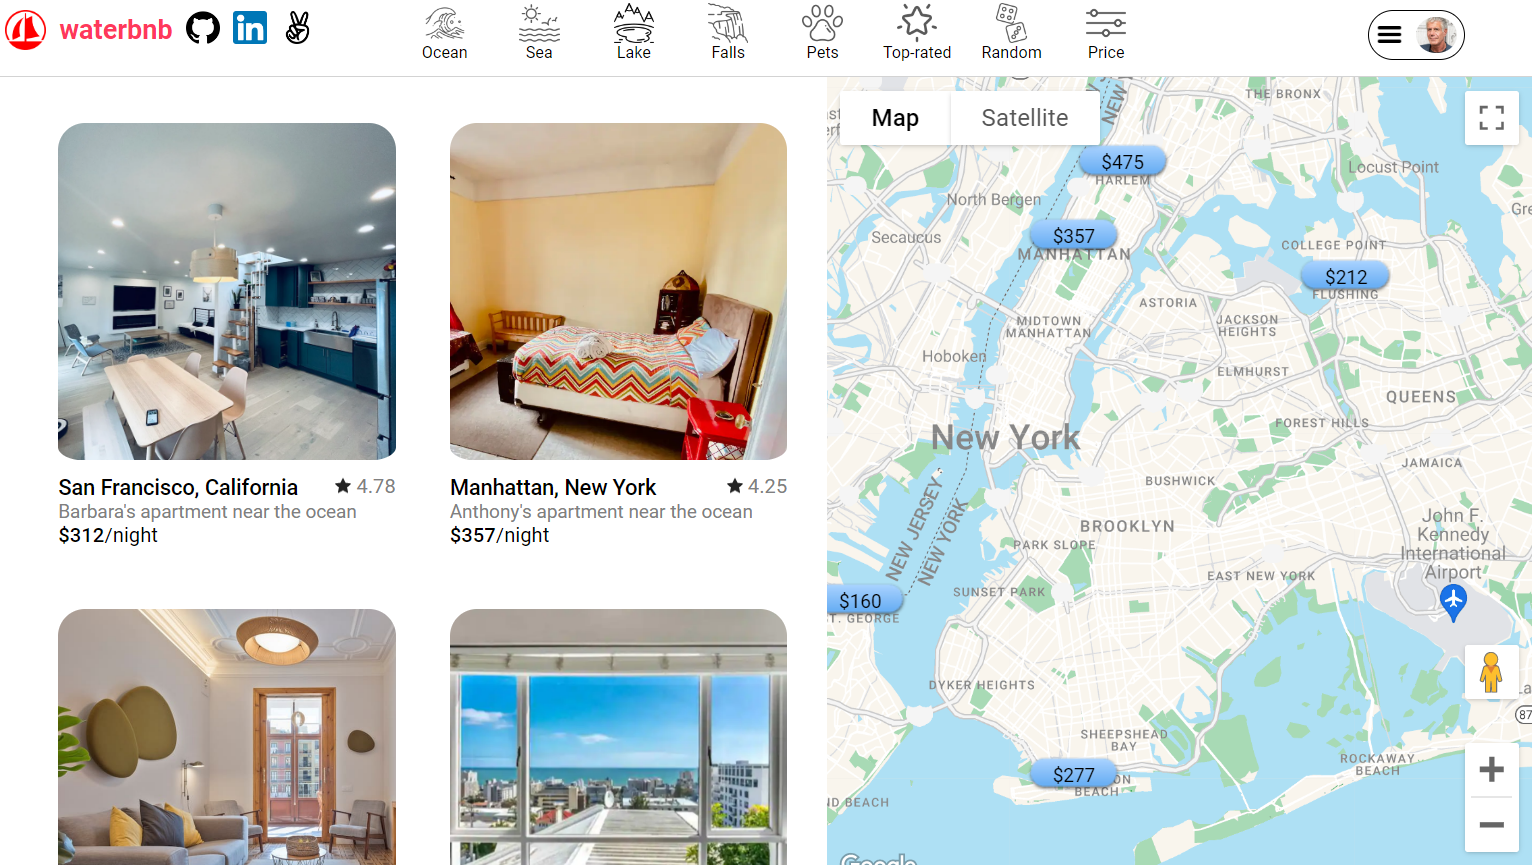 waterbnb
Ocean
Sea
Lake
Falls
Pets
Top-rated
Random
Price
San Francisco, California
4.78
Barbara's apartment near the ocean
$312/night
Manhattan, New York
4.25
Anthony's apartment near the ocean
$357/night
Map
Satellite
NEW
THE BRONX
$475
HARLEM
Locust Point
North Bergen
Secaucus
$357
MANHATTAN
COLLEGE POINT
$212
FLUSHING
ASTORIA
MIDTOWN
MANHATTAN
JACKSON
HEIGHTS
Hoboken
ELMHURST
QUEENS
FOREST HILLS
New York
JAMAICA
BUSHWICK
NEW JERSEY
NEW YORK
BROOKLYN
PARK SLOPE
John F.
Kennedy
International
Airport
EAST NEW YORK
SUNSET PARK
$160
T. GEORGE
DYKER HEIGHTS
SHEEPSHEAD
BAY
ROCKAWAY
BEACH
$277
ON
BEACH
ND BEACH
87
Google